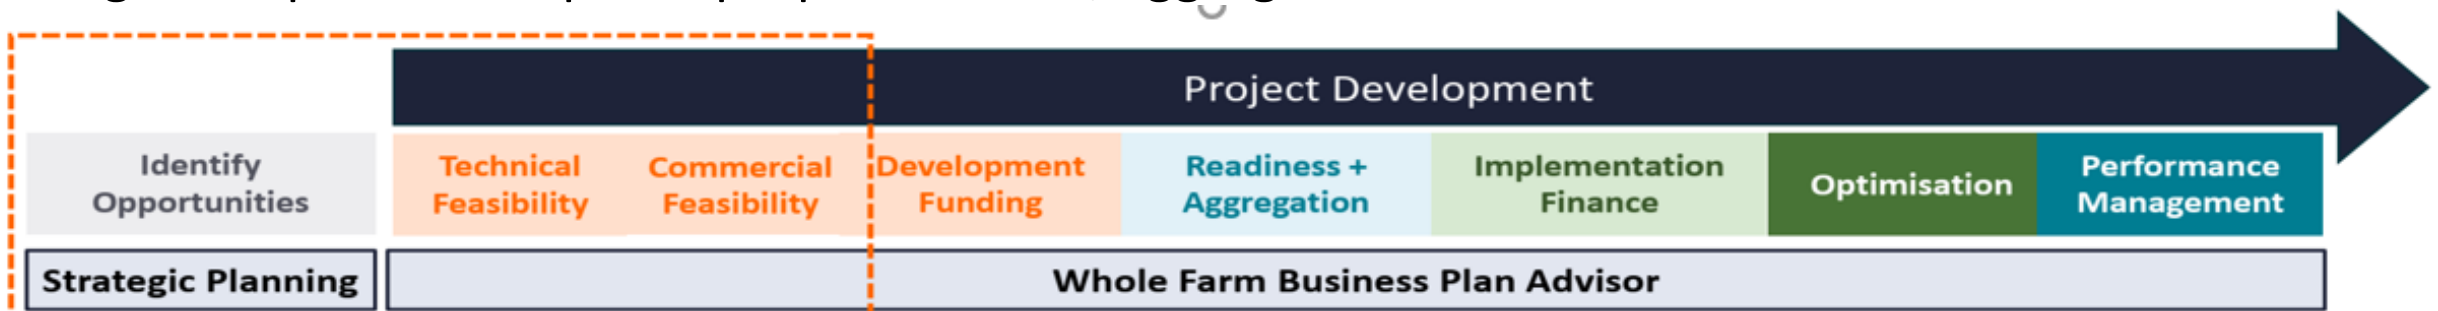 Project Development
Identify
Opportunities
Technical
Feasibility
Commercial
Feasibility
Development
Funding
Readiness +
Aggregation
Implementation
Finance
Optimisation
Performance
Management
Strategic Planning
Whole Farm Business Plan Advisor